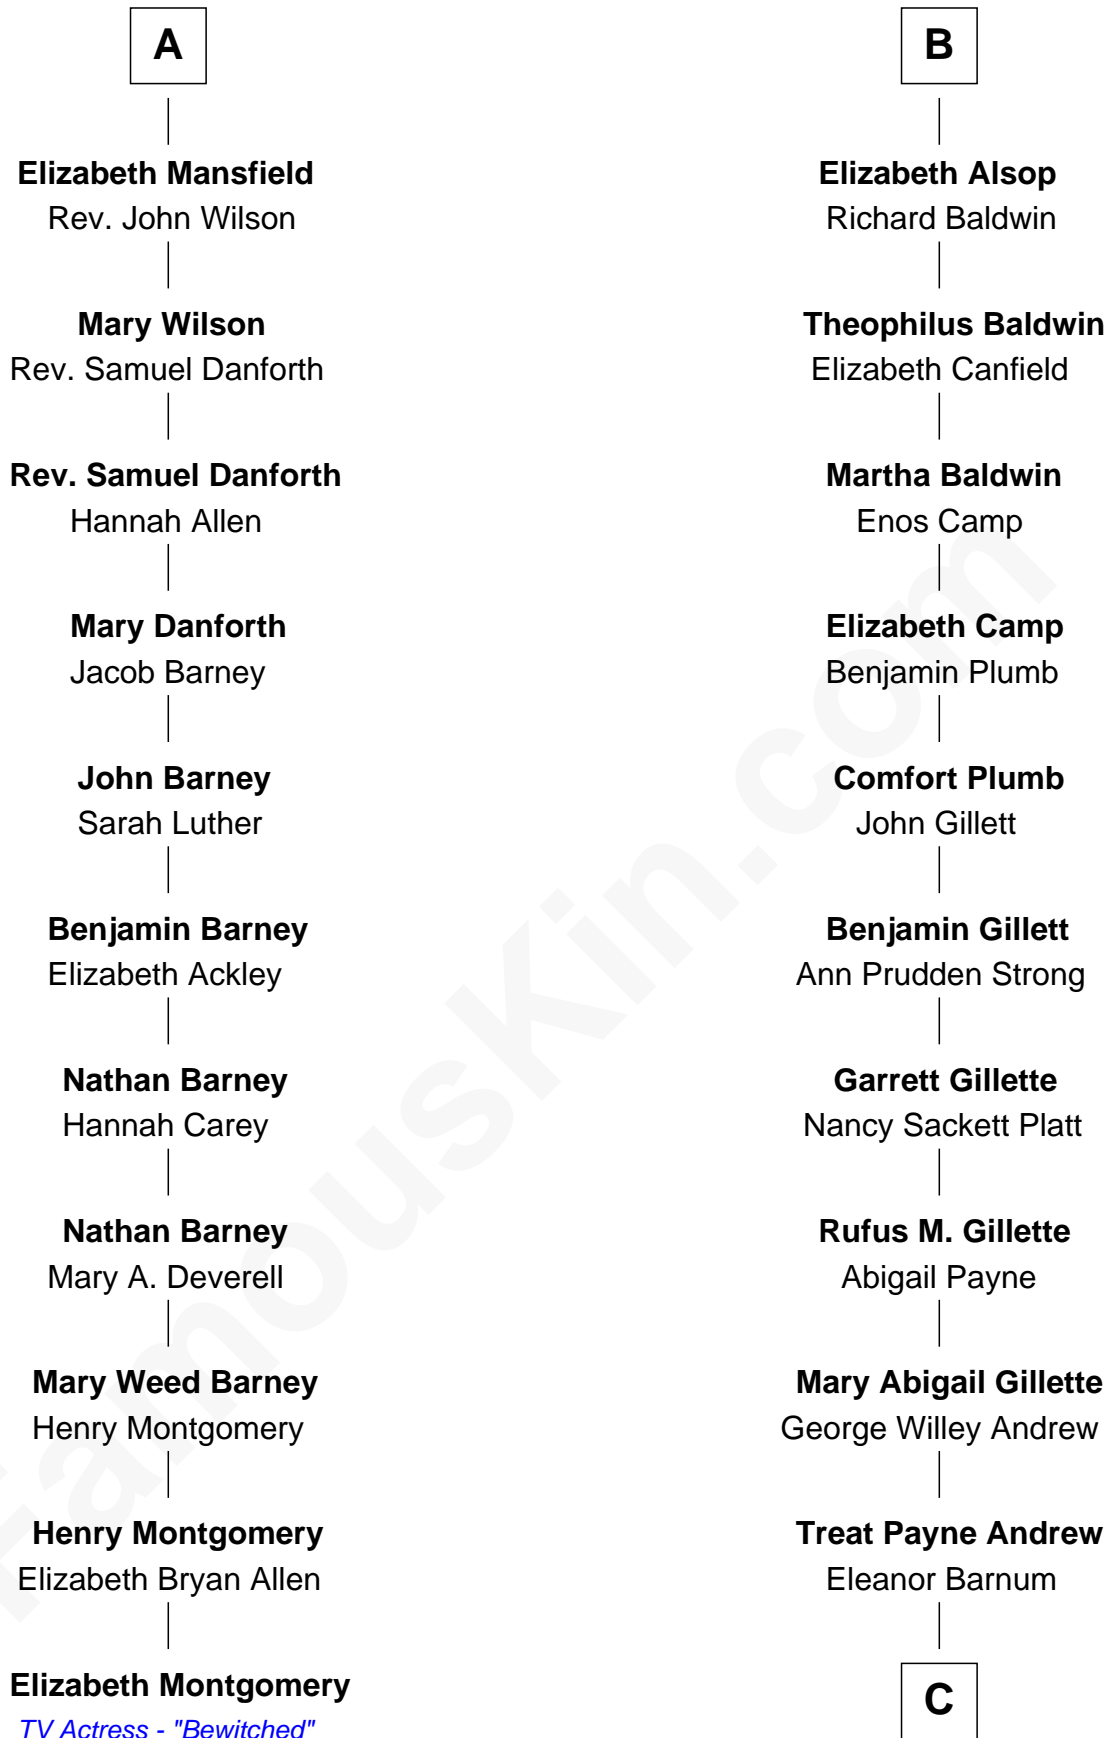 A
Elizabeth Mansfield
Rev. John Wilson
Mary Wilson
Rev. Samuel Danforth
Rev. Samuel Danforth
Hannah Allen
Mary Danforth
Jacob Barney
John Barney
Sarah Luther
Benjamin Barney
Elizabeth Ackley
Nathan Barney
Hannah Carey
Nathan Barney
Mary A. Deverell
Mary Weed Barney
Henry Montgomery
Henry Montgomery
Elizabeth Bryan Allen
Elizabeth Montgomery
TV Actress - "Bewitched"
B
Elizabeth Alsop
Richard Baldwin
Theophilus Baldwin
Elizabeth Canfield
Martha Baldwin
Enos Camp
Elizabeth Camp
Benjamin Plumb
Comfort Plumb
John Gillett
Benjamin Gillett
Ann Prudden Strong
Garrett Gillette
Nancy Sackett Platt
Rufus M. Gillette
Abigail Payne
Mary Abigail Gillette
George Willey Andrew
Treat Payne Andrew
Eleanor Barnum
C
FamousKin.com